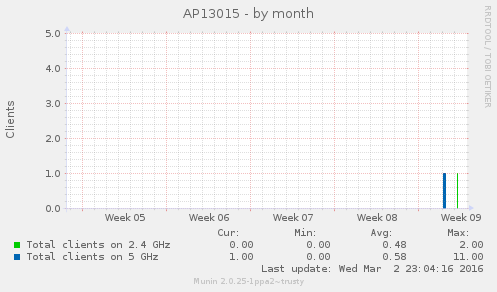 AP13015 - by month
RRDTOOL / TOBI OETIKER
Clients
5.0
4.0
3.0
2.0
1.0
0.0
Week 05 Week 06 Week 07 Week 08 Week 09
Cur: Min: Avg: Max:
Total clients on 2.4 GHz 0.00 0.00 0.48 2.00
Total clients on 5 GHz 1.00 0.00 0.58 11.00
Last update: Wed Mar 2 23:04:16 2016
Munin 2.0.25-1ppa2~trusty